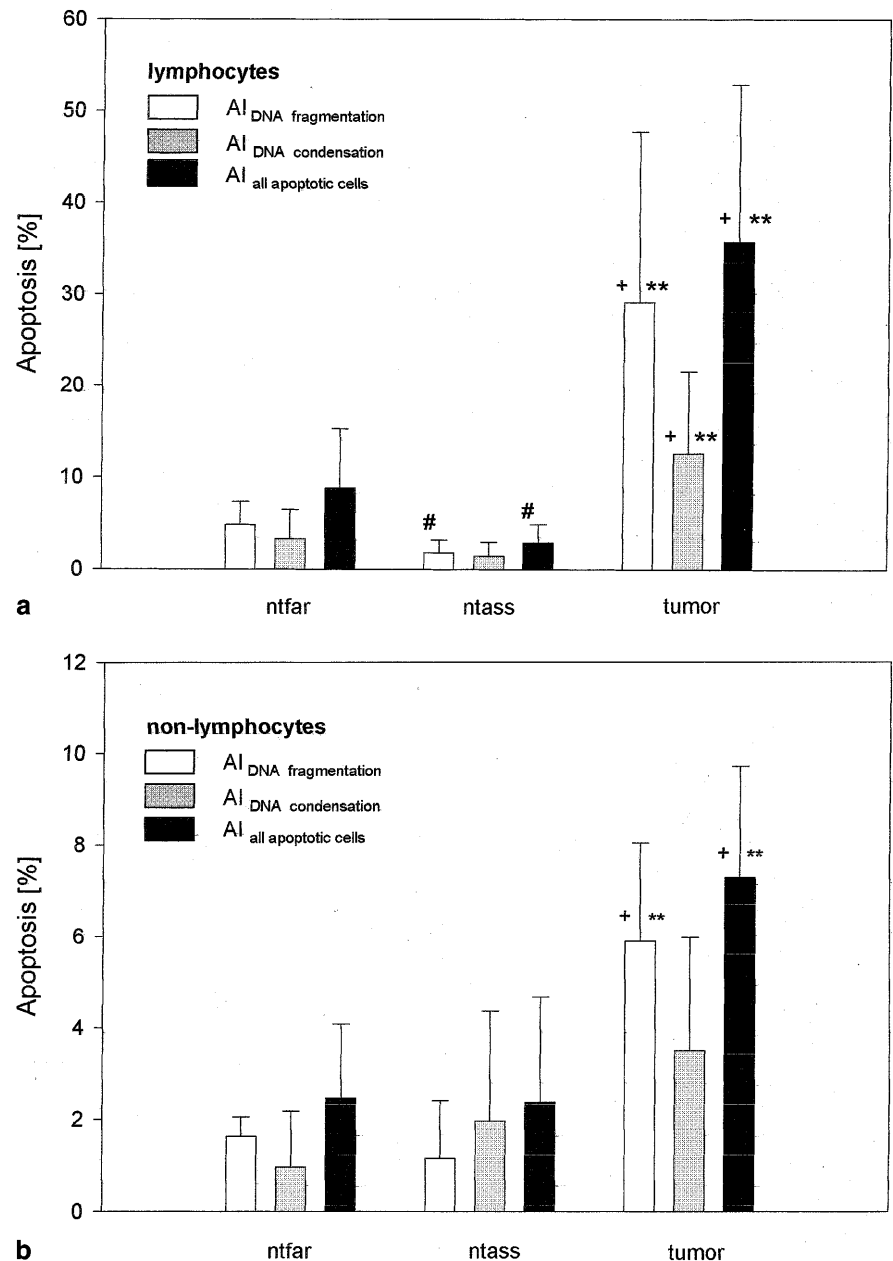 60
50
40
30
20
10
0
Apoptosis [%]
lymphocytes
AI DNA fragmentation
AI DNA condensation
AI all apoptotic cells
+ **
+ **
+ **
#
#
ntfar ntass tumor
a
12
10
8
6
4
2
0
Apoptosis [%]
non-lymphocytes
AI DNA fragmentation
AI DNA condensation
AI all apoptotic cells
+ **
+ **
ntfar ntass tumor
b